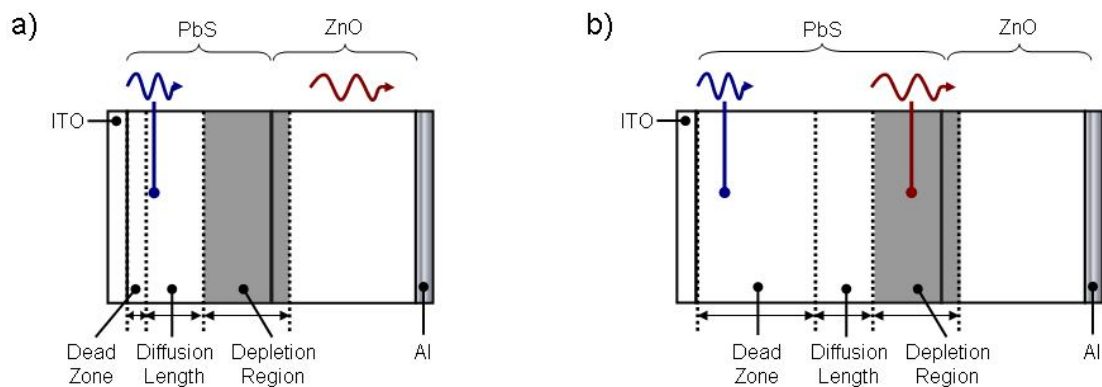 a)
PbS
ZnO
ITO
Dead
Zone
Diffusion
Length
Depletion
Region
Al
b)
PbS
ZnO
ITO
Dead
Zone
Diffusion
Length
Depletion
Region
Al